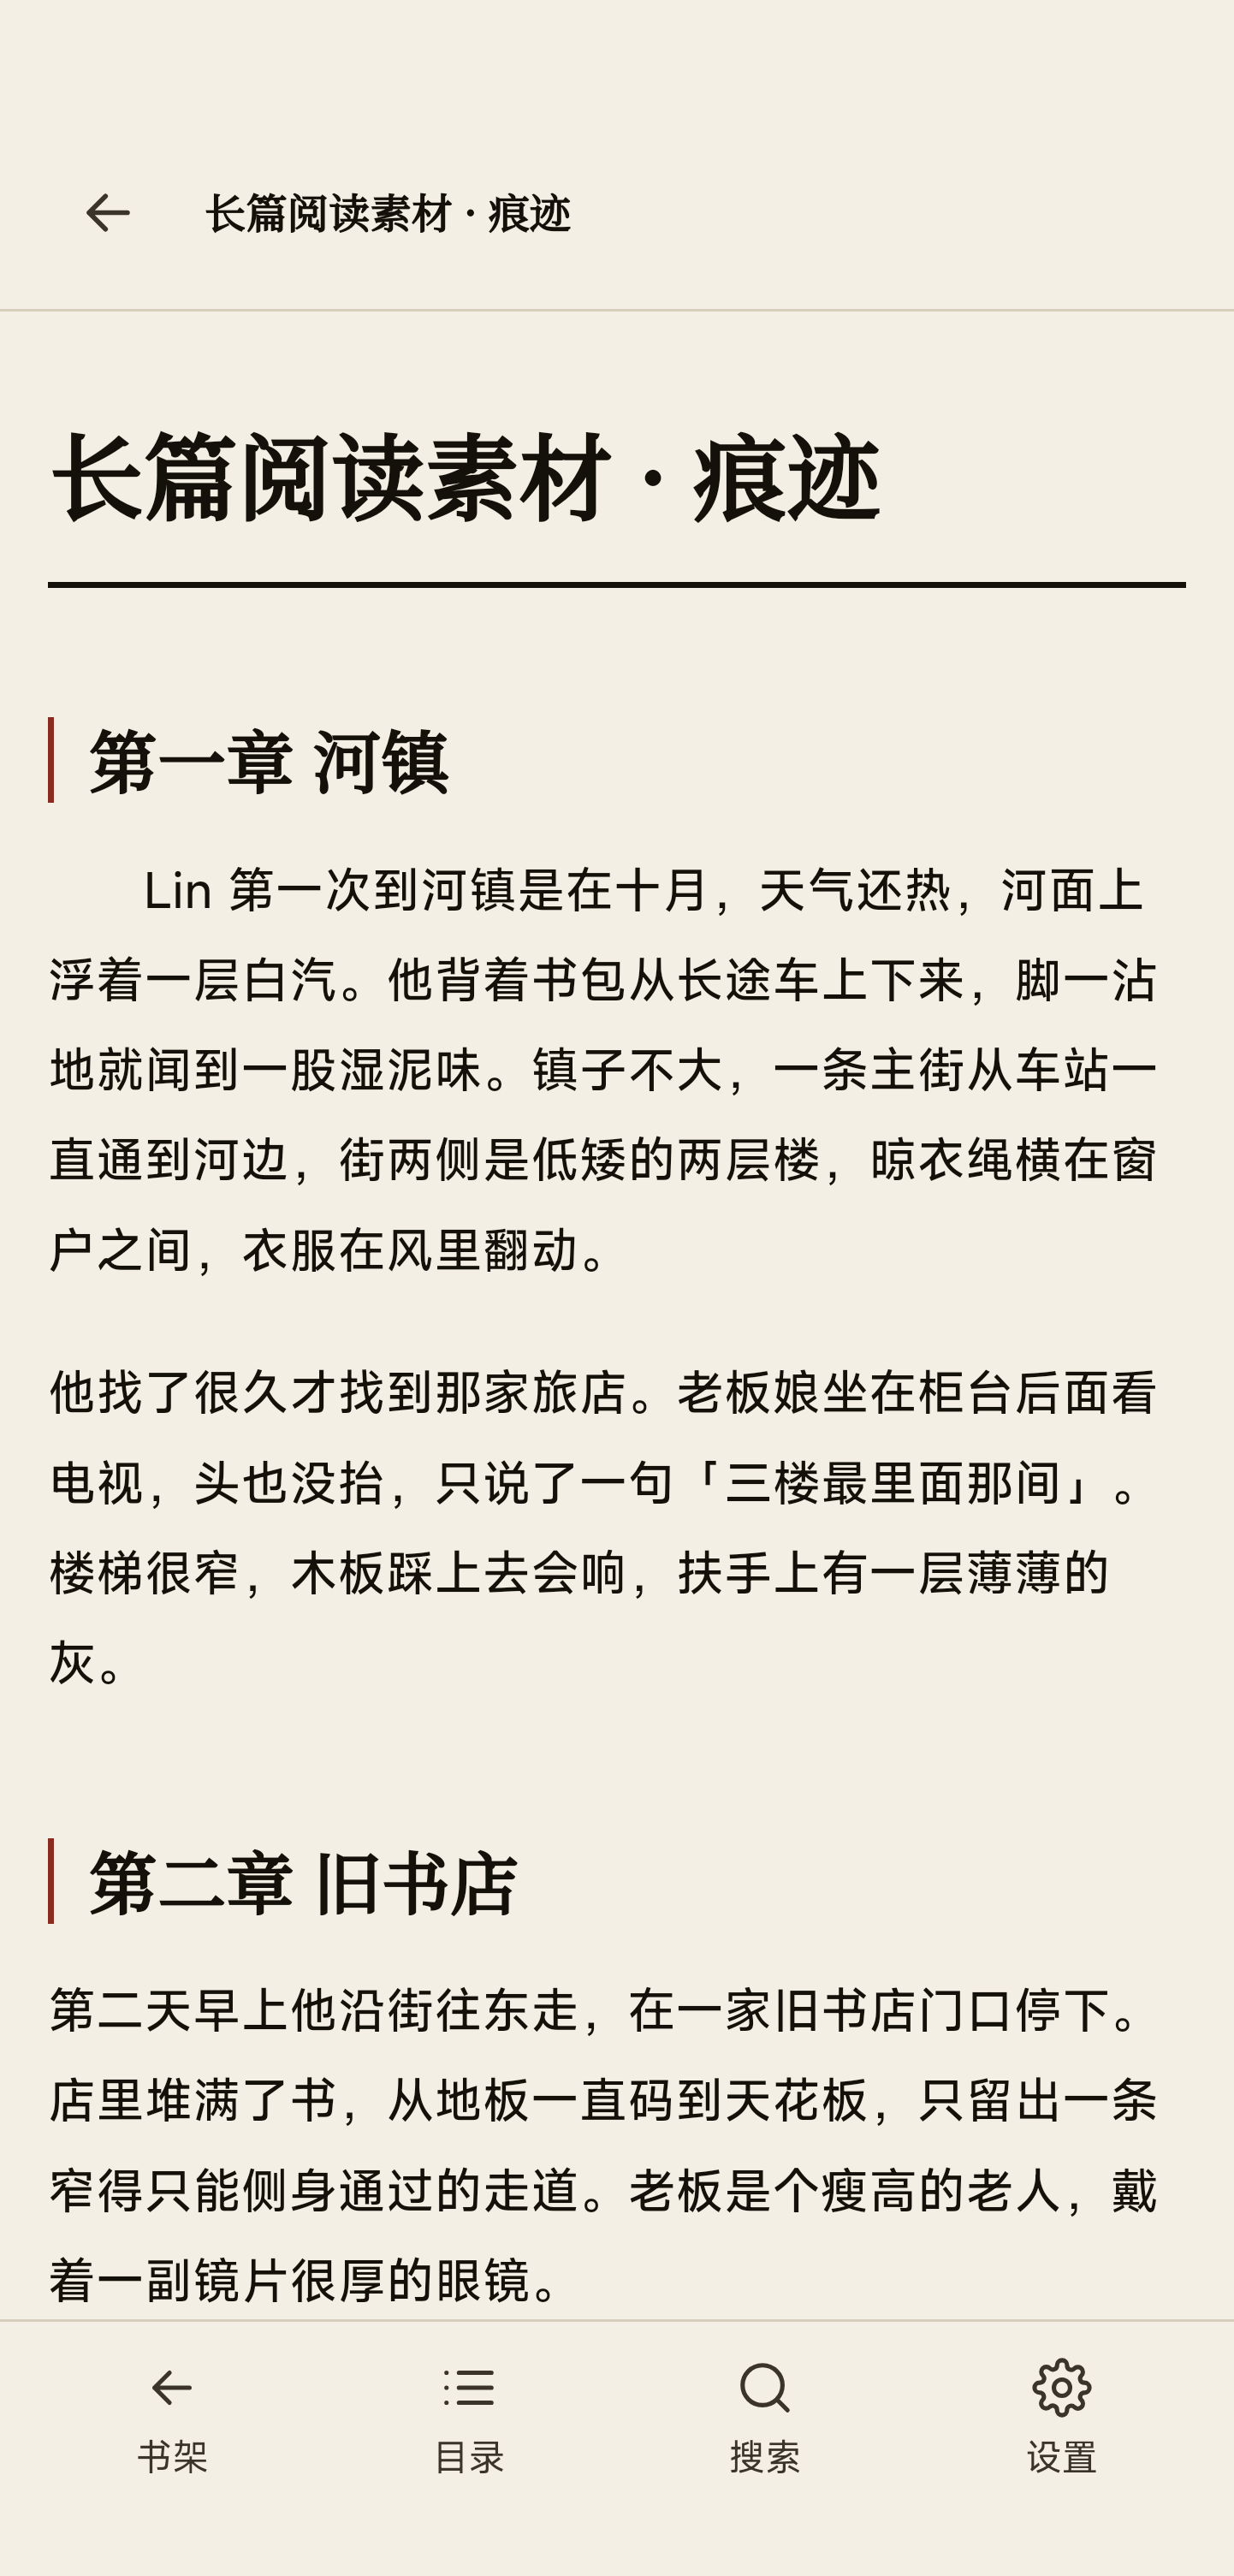 长篇阅读素材 · 痕迹
长篇阅读素材 · 痕迹
第一章 河镇
Lin 第一次到河镇是在十月，天气还热，河面上
浮着一层白汽。他背着书包从长途车上下来，脚一沾
地就闻到一股湿泥味。镇子不大，一条主街从车站一
直通到河边，街两侧是低矮的两层楼，晾衣绳横在窗
户之间，衣服在风里翻动。
他找了很久才找到那家旅店。老板娘坐在柜台后面看
电视，头也没抬，只说了一句「三楼最里面那间」。
楼梯很窄，木板踩上去会响，扶手上有一层薄薄的
灰。
第二章 旧书店
第二天早上他沿街往东走，在一家旧书店门口停下。
店里堆满了书，从地板一直码到天花板，只留出一条
窄得只能侧身通过的走道。老板是个瘦高的老人，戴
着一副镜片很厚的眼镜。
书架
目录
搜索
设置